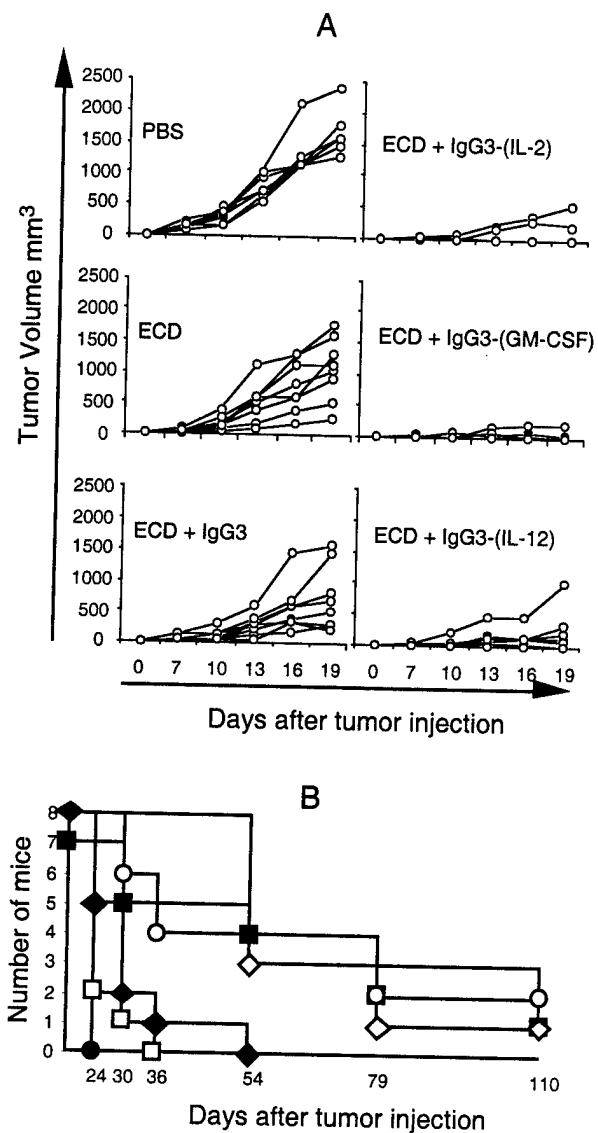 A
Tumor Volume mm3
2500
2000
1500
1000
500
0
PBS
ECD + IgG3-(IL-2)
2500
2000
1500
1000
500
0
ECD
ECD + IgG3-(GM-CSF)
2500
2000
1500
1000
500
0
ECD + IgG3
ECD + IgG3-(IL-12)
0 7 10 13 16 19 0 7 10 13 16 19
Days after tumor injection
B
Number of mice
8
7
6
5
4
3
2
1
0
24 30 36 54 79 110
Days after tumor injection